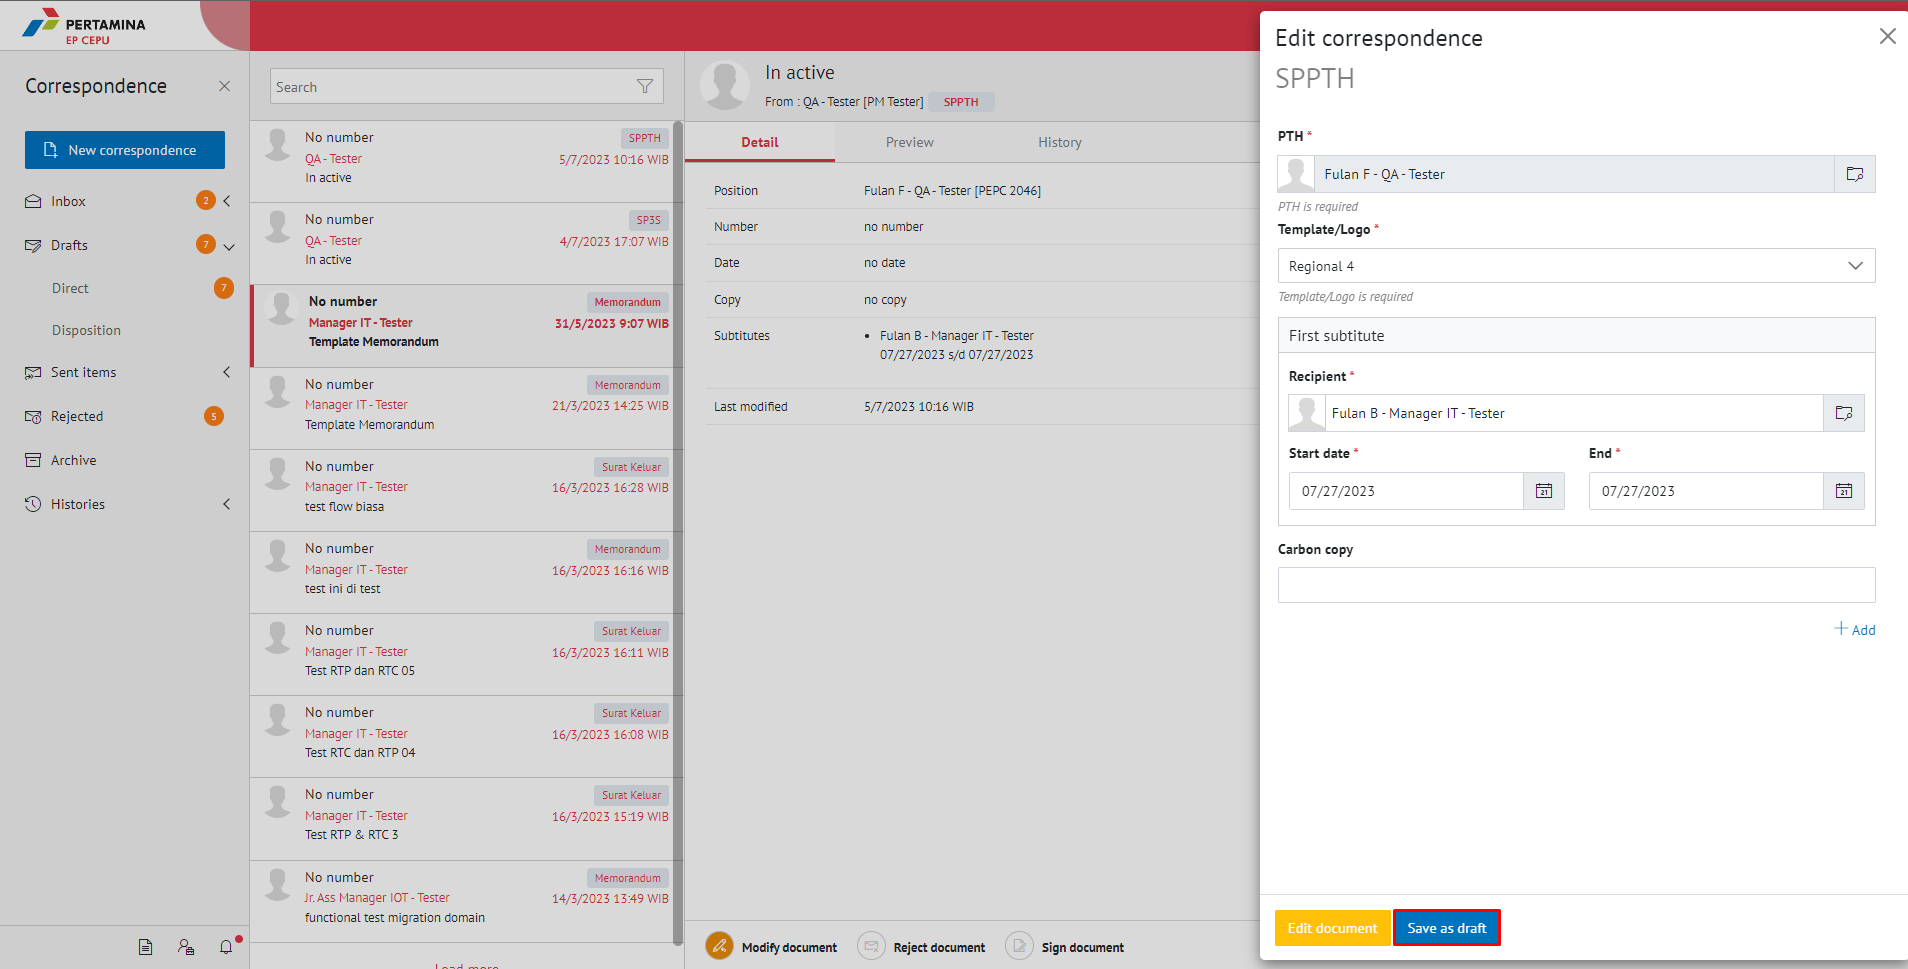 PERTAMINA
EP CEPU
Correspondence
New correspondence
Inbox 2
Drafts 7
Direct 7
Disposition
Sent items
Rejected 5
Archive
Histories
Search
No number SPPTH
QA - Tester 5/7/2023 10:16 WIB
In active
No number SP3S
QA - Tester 4/7/2023 17:07 WIB
In active
No number Memorandum
Manager IT - Tester 31/5/2023 9:07 WIB
Template Memorandum
No number Memorandum
Manager IT - Tester 21/3/2023 14:25 WIB
Template Memorandum
No number Surat Keluar
Manager IT - Tester 16/3/2023 16:28 WIB
test flow biasa
No number Memorandum
Manager IT - Tester 16/3/2023 16:16 WIB
test ini di test
No number Surat Keluar
Manager IT - Tester 16/3/2023 16:11 WIB
Test RTP dan RTC 05
No number Surat Keluar
Manager IT - Tester 16/3/2023 16:08 WIB
Test RTC dan RTP 04
No number Surat Keluar
Manager IT - Tester 16/3/2023 15:19 WIB
Test RTP & RTC 3
No number Memorandum
Jr. Ass Manager IOT - Tester 14/3/2023 13:49 WIB
functional test migration domain
Load more
In active
From : QA - Tester [PM Tester] SPPTH
Detail Preview History
Position Fulan F - QA - Tester [PEPC 2046]
Number no number
Date no date
Copy no copy
Subtitutes • Fulan B - Manager IT - Tester
07/27/2023 s/d 07/27/2023
Last modified 5/7/2023 10:16 WIB
Modify document Reject document Sign document
Edit correspondence
SPPTH
PTH *
Fulan F - QA - Tester
PTH is required
Template/Logo *
Regional 4
Template/Logo is required
First subtitute
Recipient *
Fulan B - Manager IT - Tester
Start date * End *
07/27/2023 21 07/27/2023 21
Carbon copy
+ Add
Edit document Save as draft